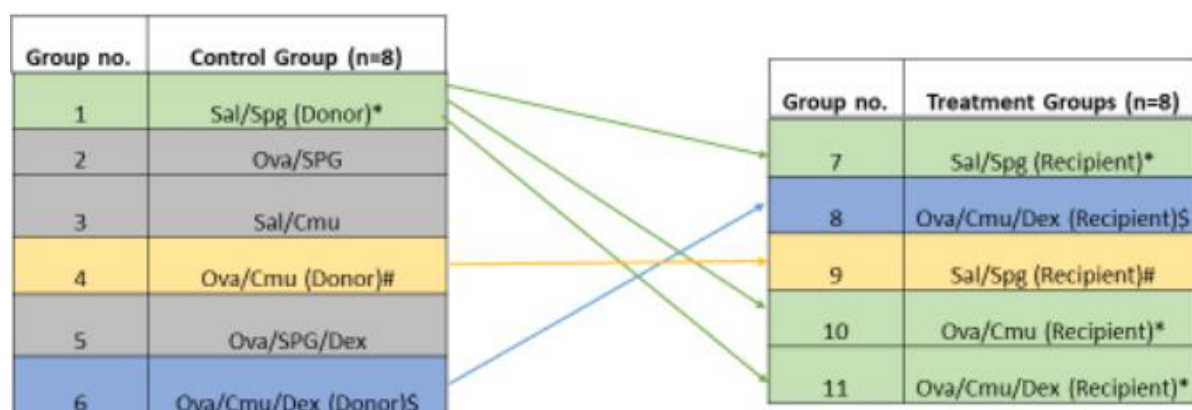 Group no. Control Group (n=8)
1 Sal/Spg (Donor)*
2 Ova/SPG
3 Sal/Cmu
4 Ova/Cmu (Donor)#
5 Ova/SPG/Dex
6 Ova/Cmu/Dex (Donor)$
Group no. Treatment Groups (n=8)
7 Sal/Spg (Recipient)*
8 Ova/Cmu/Dex (Recipient)$
9 Sal/Spg (Recipient)#
10 Ova/Cmu (Recipient)*
11 Ova/Cmu/Dex (Recipient)*